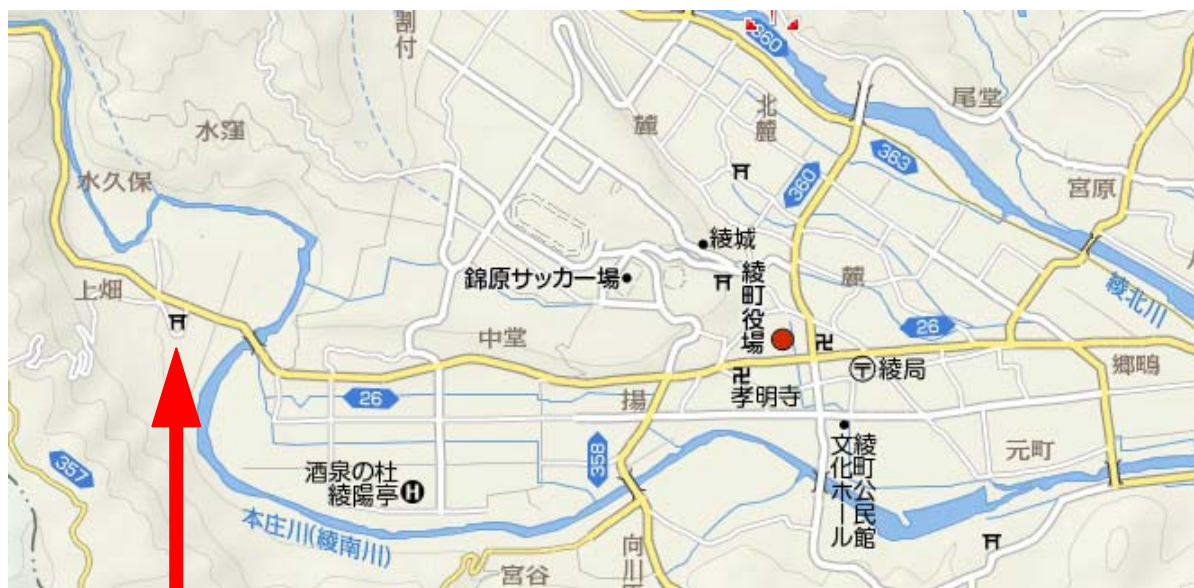 割付
360
尾堂
水窪
麓
北麓
383
水久保
宮原
360
綾城
上畑
錦原サッカー場
綾町役場
麓
綾北川
26
中堂
綾局
郷鴫
26
揚
孝明寺
元町
357
358
綾町公民館
文化ホール
酒泉の杜
綾陽亭
H
本庄川(綾南川)
宮谷
向川